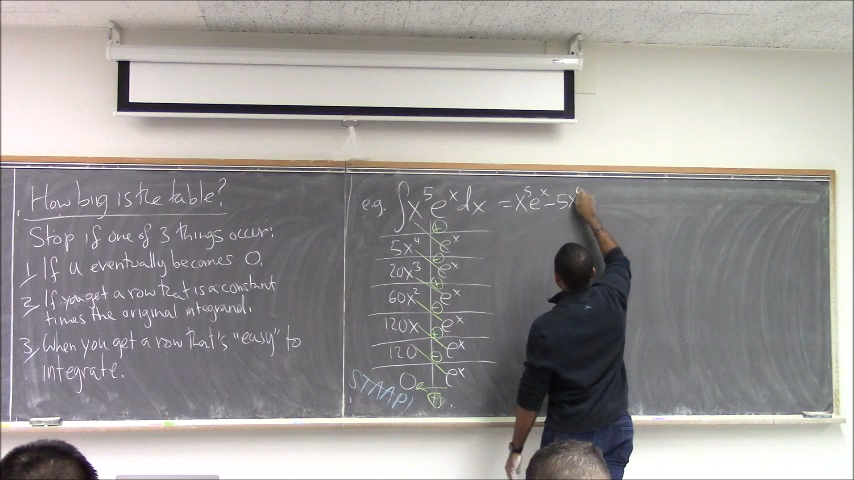 How big is the table?
Stop if one of 3 things occur:
1. If u eventually becomes 0.
2. If you get a row that is a constant
times the original integrand.
3. When you get a row that's "easy" to
integrate.
e.g. ∫x⁵eˣdx = x⁵eˣ-5x⁴
+
5x⁴ eˣ
-
20x³ eˣ
+
60x² eˣ
-
120x eˣ
+
120 eˣ
-
0 eˣ
+
STAAP!